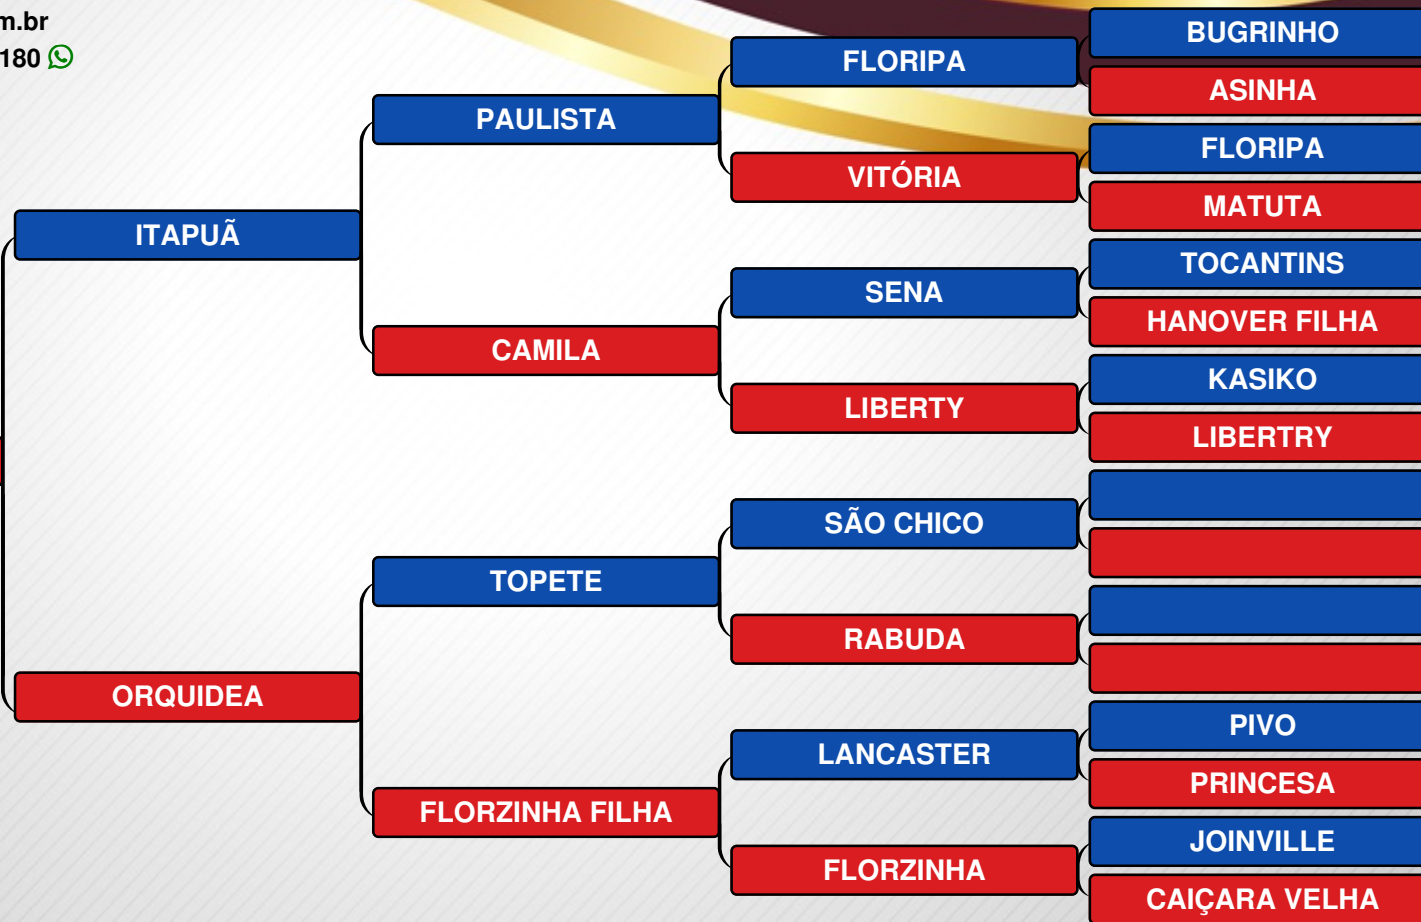 m.br
180
BUGRINHO
FLORIPA
ASINHA
PAULISTA
FLORIPA
VITÓRIA
MATUTA
ITAPUÃ
TOCANTINS
SENA
HANOVER FILHA
CAMILA
KASIKO
LIBERTY
LIBERTRY
SÃO CHICO
TOPETE
RABUDA
ORQUIDEA
PIVO
LANCASTER
PRINCESA
FLORZINHA FILHA
JOINVILLE
FLORZINHA
CAIÇARA VELHA